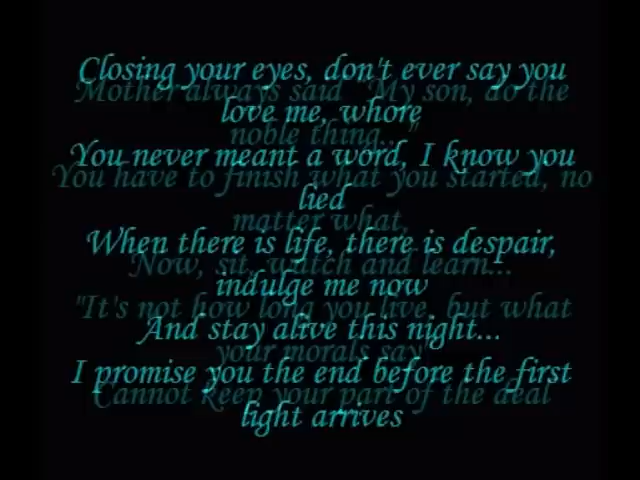 Closing your eyes, don't ever say you
Mother always said "My son, do the
love me, whore
noble thing..."
You never meant a word, I know you
You have to finish what you started, no
lied
matter what,
When there is life, there is despair,
Now, sit, watch and learn...
indulge me now
"It's not how long you live, but what
And stay alive this night...
your morals say"
I promise you the end before the first
Cannot keep your part of the deal
light arrives